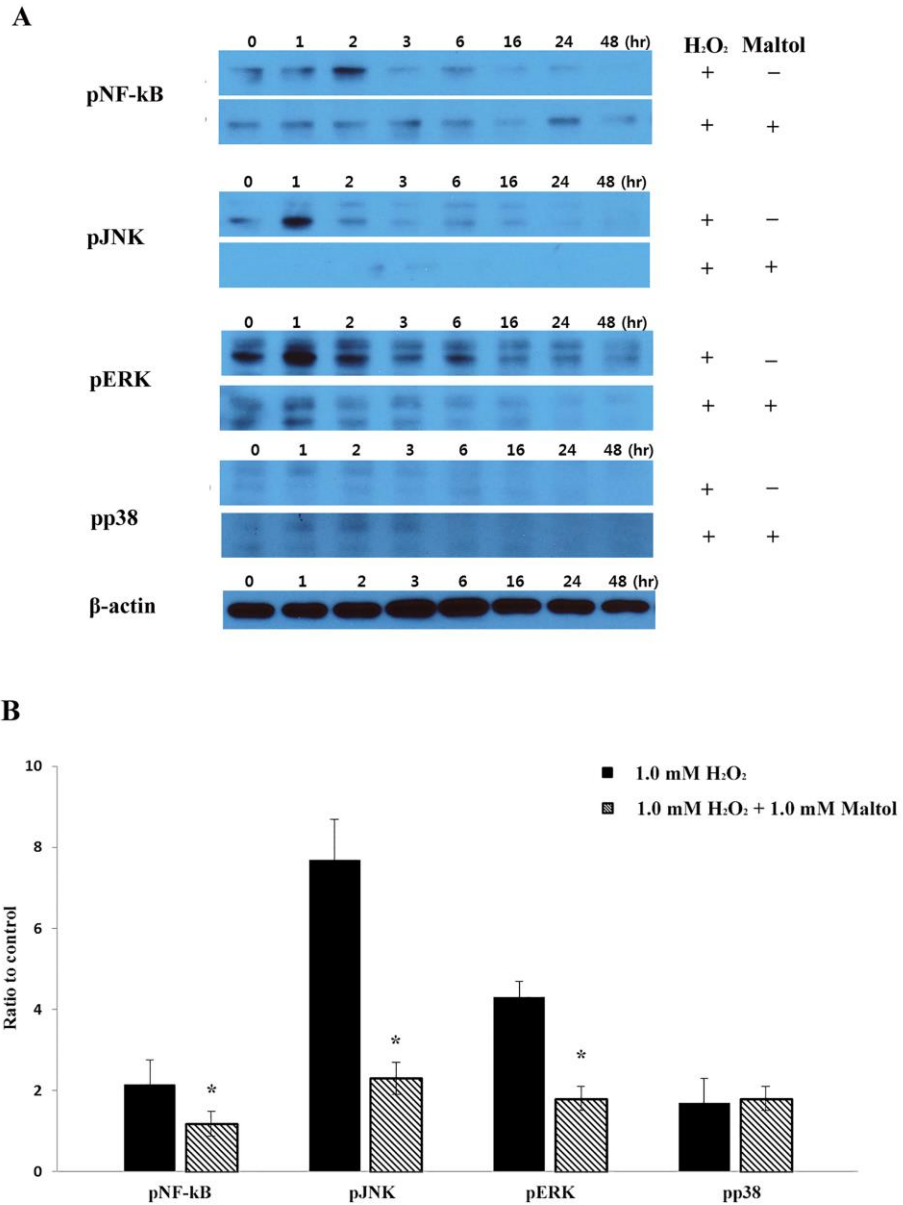 A
0 1 2 3 6 16 24 48 (hr)
H₂O₂ Maltol
pNF-kB
+ −
+ +
0 1 2 3 6 16 24 48 (hr)
pJNK
+ −
+ +
0 1 2 3 6 16 24 48 (hr)
pERK
+ −
+ +
0 1 2 3 6 16 24 48 (hr)
pp38
+ −
+ +
0 1 2 3 6 16 24 48 (hr)
β-actin
B
Ratio to control
10
8
6
4
2
0
1.0 mM H₂O₂
1.0 mM H₂O₂ + 1.0 mM Maltol
*
*
*
pNF-kB pJNK pERK pp38